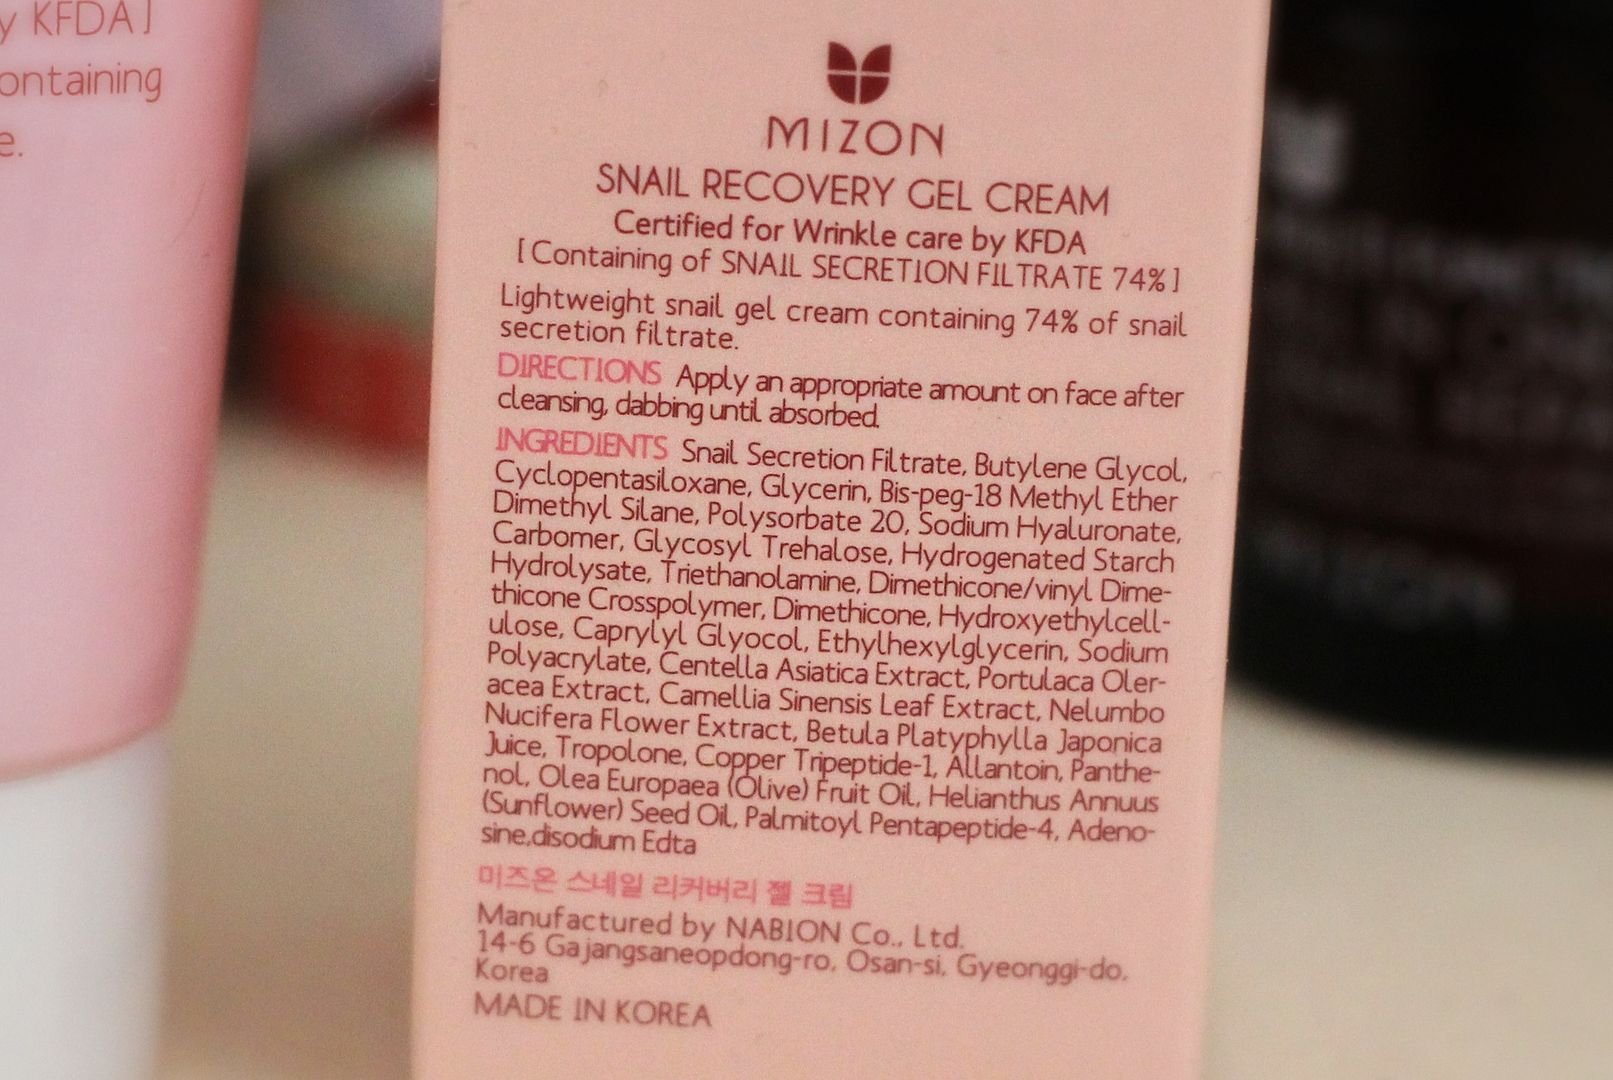 y KFDA]
ontaining
e.
MIZON
SNAIL RECOVERY GEL CREAM
Certified for Wrinkle care by KFDA
[Containing of SNAIL SECRETION FILTRATE 74%]
Lightweight snail gel cream containing 74% of snail
secretion filtrate.
DIRECTIONS Apply an appropriate amount on face after
cleansing, dabbing until absorbed.
INGREDIENTS Snail Secretion Filtrate, Butylene Glycol,
Cyclopentasiloxane, Glycerin, Bis-peg-18 Methyl Ether
Dimethyl Silane, Polysorbate 20, Sodium Hyaluronate,
Carbomer, Glycosyl Trehalose, Hydrogenated Starch
Hydrolysate, Triethanolamine, Dimethicone/vinyl Dime-
thicone Crosspolymer, Dimethicone, Hydroxyethylcell-
ulose, Caprylyl Glyocol, Ethylhexylglycerin, Sodium
Polyacrylate, Centella Asiatica Extract, Portulaca Oler-
acea Extract, Camellia Sinensis Leaf Extract, Nelumbo
Nucifera Flower Extract, Betula Platyphylla Japonica
Juice, Tropolone, Copper Tripeptide-1, Allantoin, Panthe-
nol, Olea Europaea (Olive) Fruit Oil, Helianthus Annuus
(Sunflower) Seed Oil, Palmitoyl Pentapeptide-4, Adeno-
sine,disodium Edta
미즈온 스네일 리커버리 젤 크림
Manufactured by NABION Co., Ltd.
14-6 Gajangsaneopdong-ro, Osan-si, Gyeonggi-do,
Korea
MADE IN KOREA